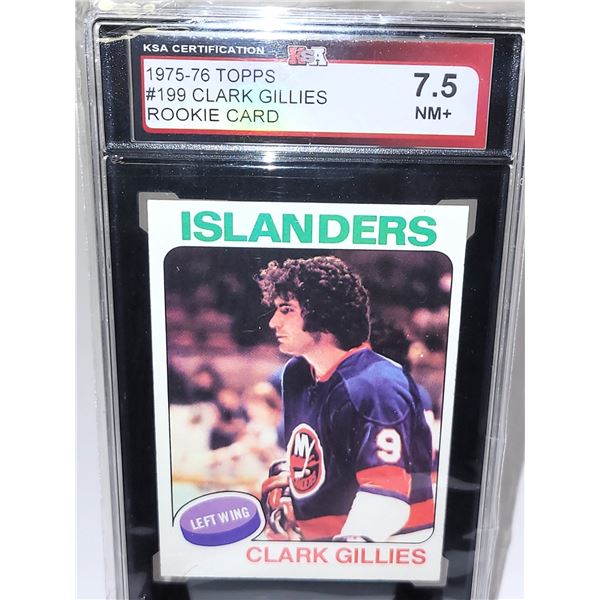 KSA CERTIFICATION KSA
1975-76 TOPPS
#199 CLARK GILLIES
ROOKIE CARD
7.5
NM+
ISLANDERS
9
NY
LEFT WING
CLARK GILLIES